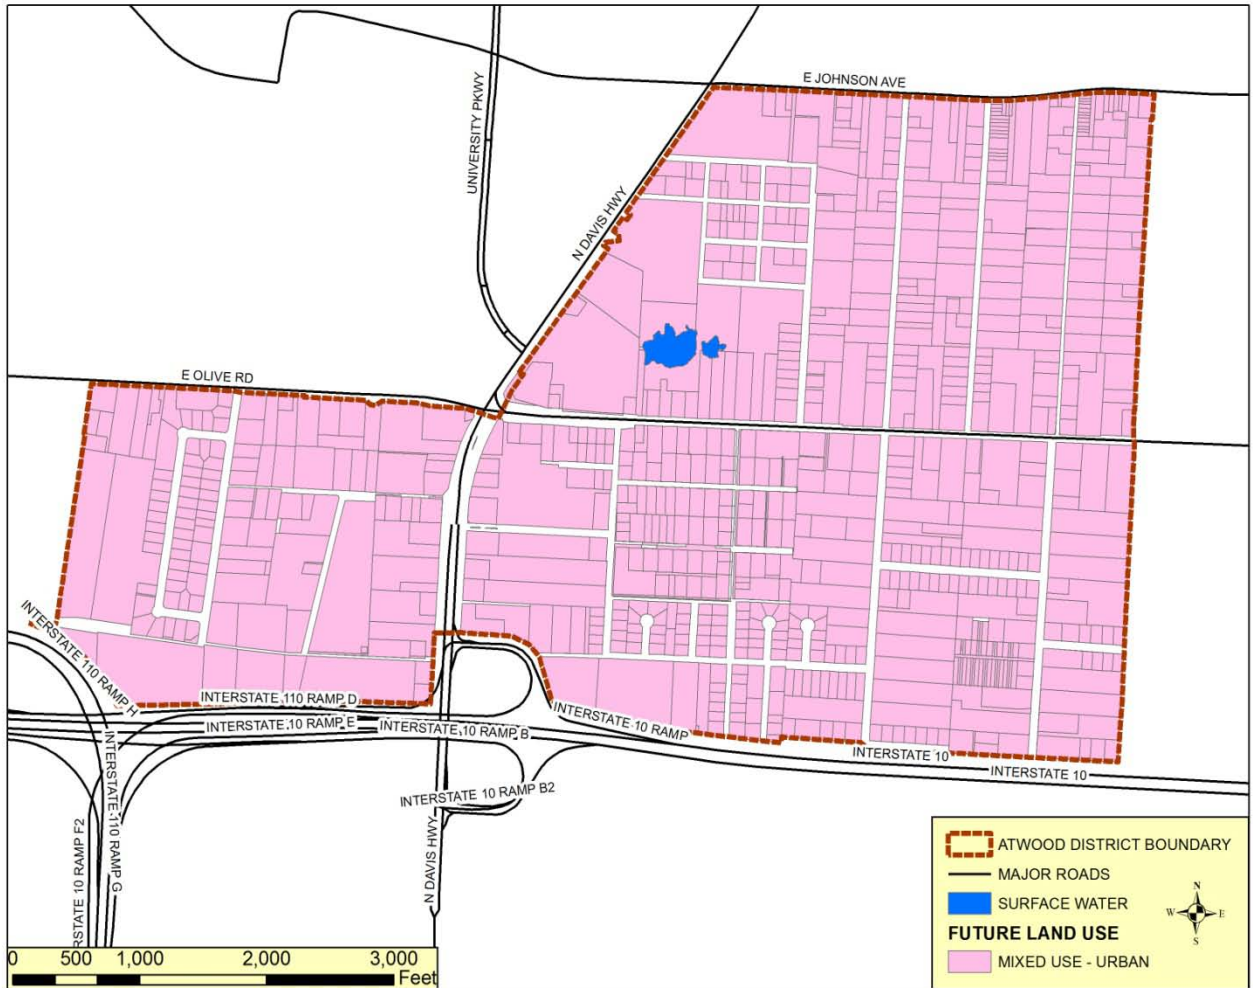 E JOHNSON AVE
UNIVERSITY PKWY
N DAVIS HWY
E OLIVE RD
INTERSTATE 110 RAMP H
INTERSTATE 110 RAMP D
INTERSTATE 10 RAMP E
INTERSTATE 10 RAMP B
INTERSTATE 10 RAMP
INTERSTATE 10
INTERSTATE 10
INTERSTATE 10 RAMP B2
INTERSTATE 110 RAMP G
RSTATE 10 RAMP F2
N DAVIS HWY
ATWOOD DISTRICT BOUNDARY
MAJOR ROADS
SURFACE WATER
FUTURE LAND USE
MIXED USE - URBAN
N
W E
S
0 500 1,000 2,000 3,000
Feet